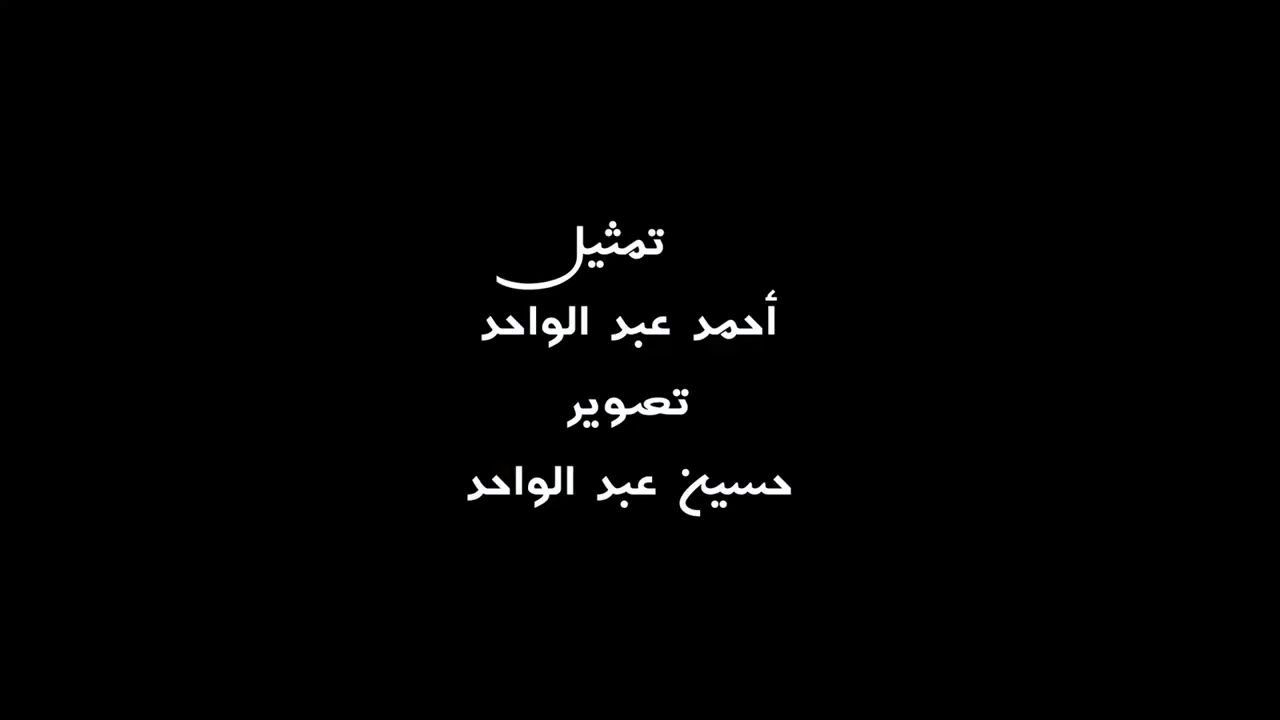 تمثيل
أحمد عبد الواحد
تصوير
حسين عبد الواحد